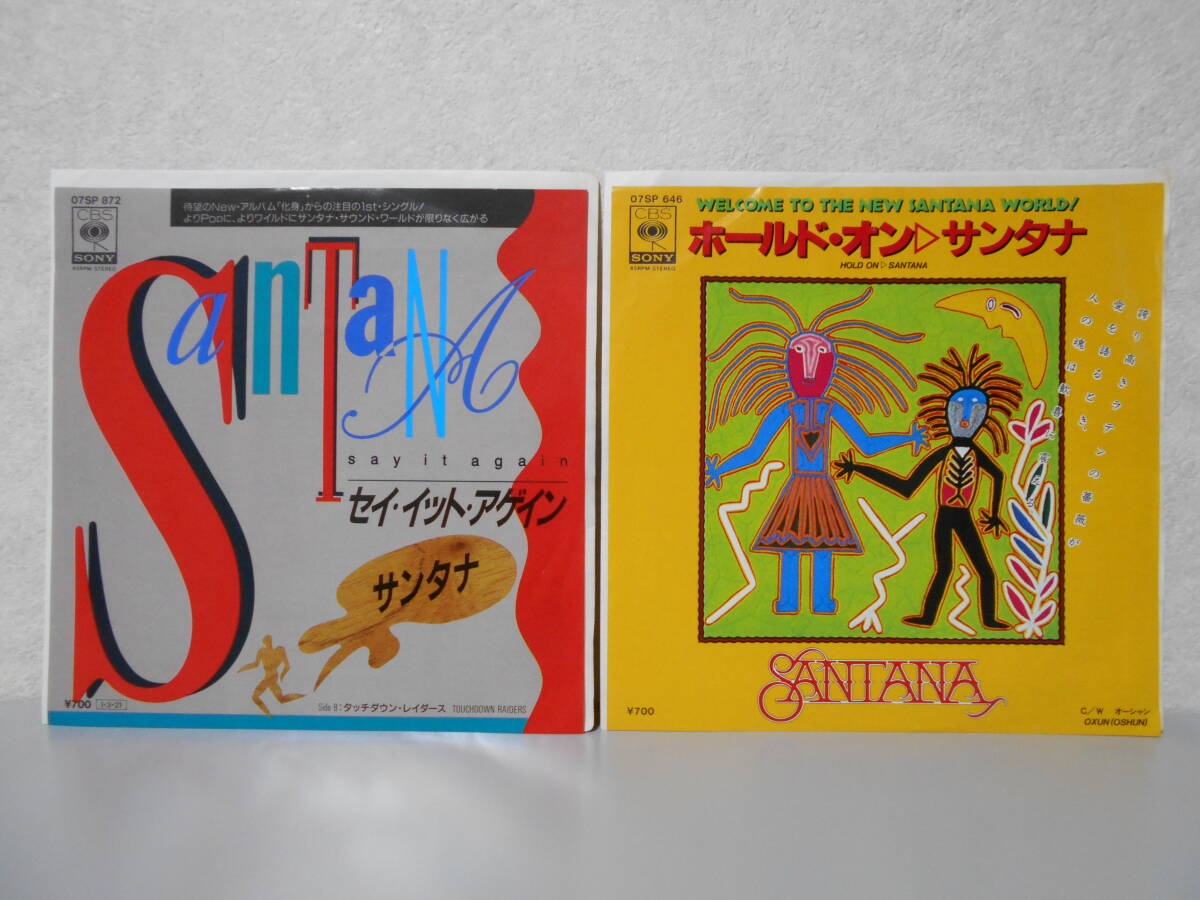 07SP 872
CBS
SONY
45RPM STEREO
待望のNew・アルバム「化身」からの注目の1st・シングル!
よりPopに、よりワイルドにサンタナ・サウンド・ワールドが限りなく広がる
SanTaNA
say it again
セイ・イット・アゲイン
サンタナ
¥700
I-3-21
Side B:タッチダウン・レイダース TOUCHDOWN RAIDERS
07SP 646
CBS
SONY
45RPM STEREO
WELCOME TO THE NEW SANTANA WORLD!
ホールド・オン▷サンタナ
HOLD ON▷SANTANA
誇り高きラテンの薔薇が
愛を語るとき、
人の魂は歓喜に震える
SANTANA
¥700
C/W オーシャン
OXUN(OSHUN)